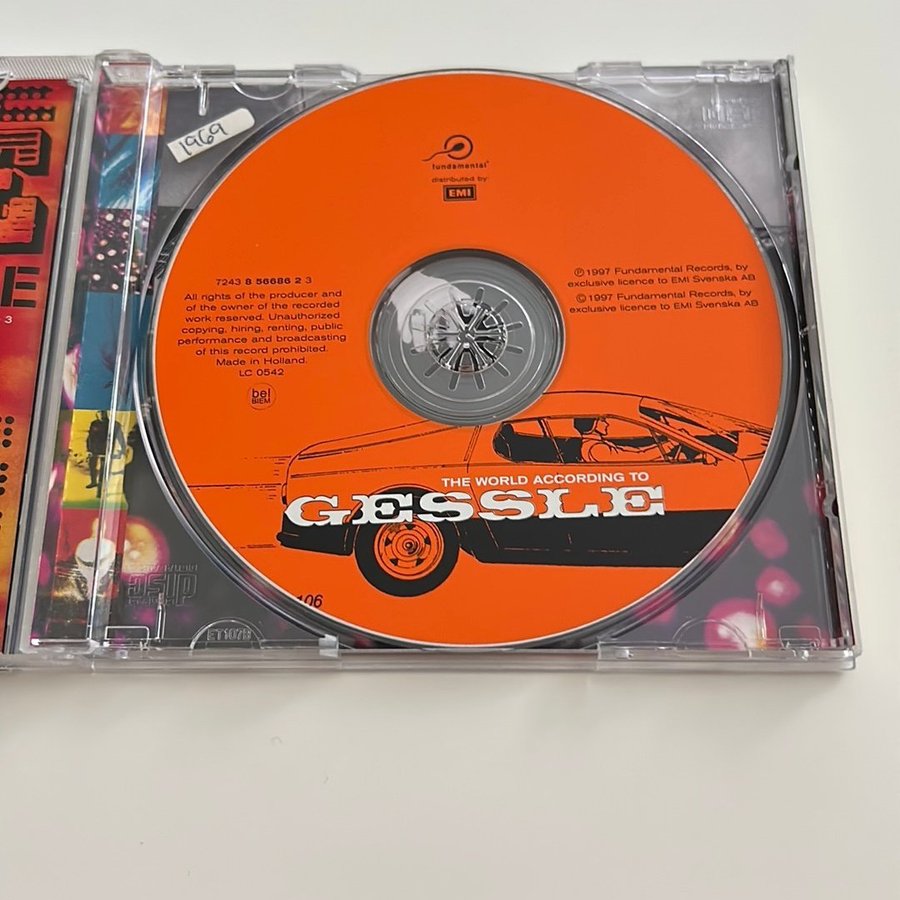 1969
fundamental
distributed by:
EMI
7243 8 56686 2 3
All rights of the producer and
of the owner of the recorded
work reserved. Unauthorized
copying, hiring, renting, public
performance and broadcasting
of this record prohibited.
Made in Holland.
LC 0542
bel
BIEM
℗ 1997 Fundamental Records, by
exclusive licence to EMI Svenska AB
© 1997 Fundamental Records, by
exclusive licence to EMI Svenska AB
THE WORLD ACCORDING TO
GESSLE
106
disc
E
3